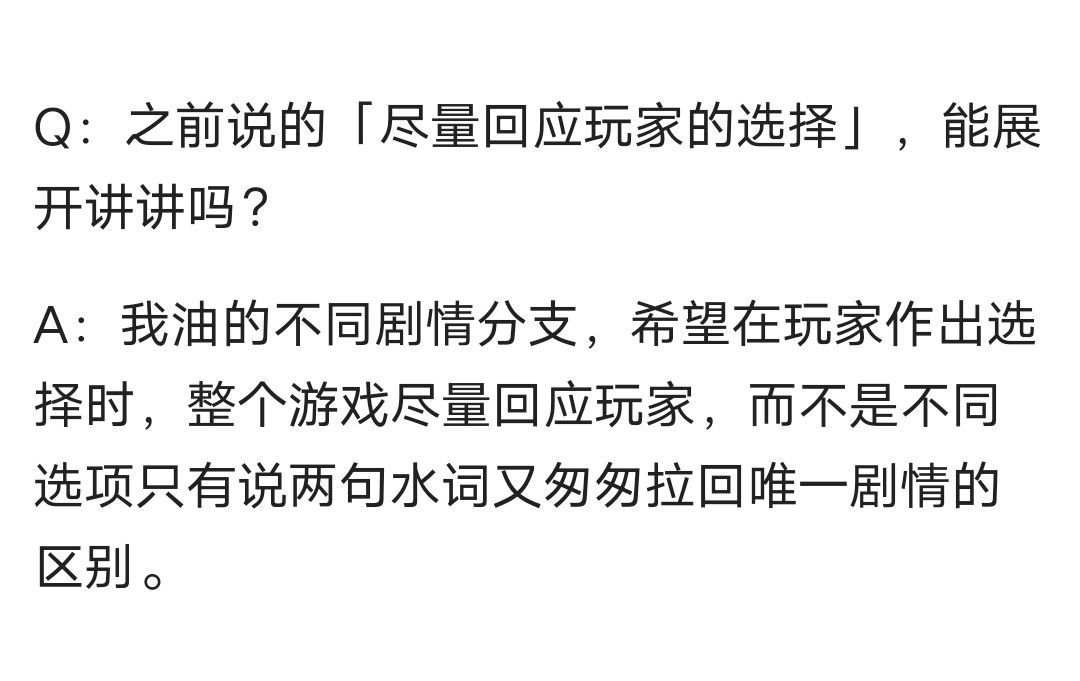 Q：之前说的「尽量回应玩家的选择」，能展
开讲讲吗？
A：我油的不同剧情分支，希望在玩家作出选
择时，整个游戏尽量回应玩家，而不是不同
选项只有说两句水词又匆匆拉回唯一剧情的
区别。